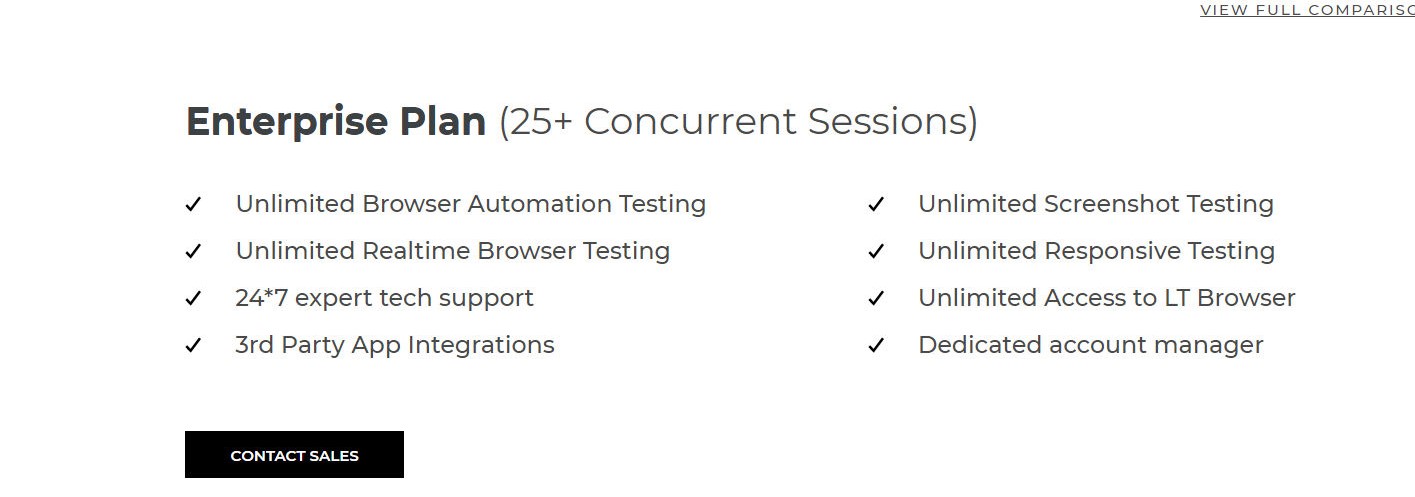 VIEW FULL COMPARISO
Enterprise Plan (25+ Concurrent Sessions)
Unlimited Browser Automation Testing
Unlimited Realtime Browser Testing
24*7 expert tech support
3rd Party App Integrations
Unlimited Screenshot Testing
Unlimited Responsive Testing
Unlimited Access to LT Browser
Dedicated account manager
CONTACT SALES